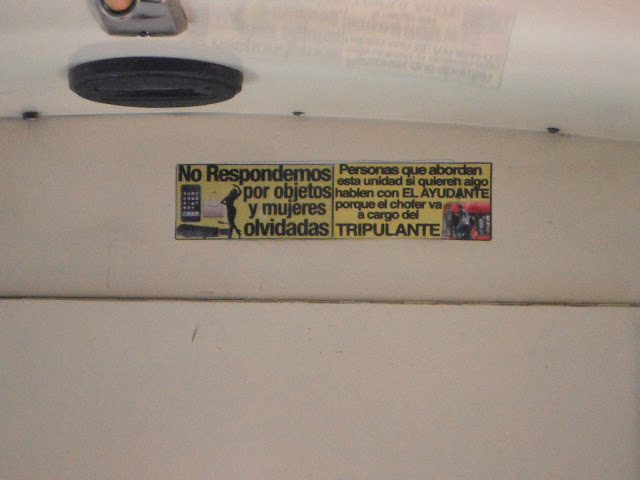 No Respondemos
por objetos
y mujeres
olvidadas
Personas que abordan
esta unidad si quieren algo
hablen con EL AYUDANTE
porque el chofer va
a cargo del
TRIPULANTE